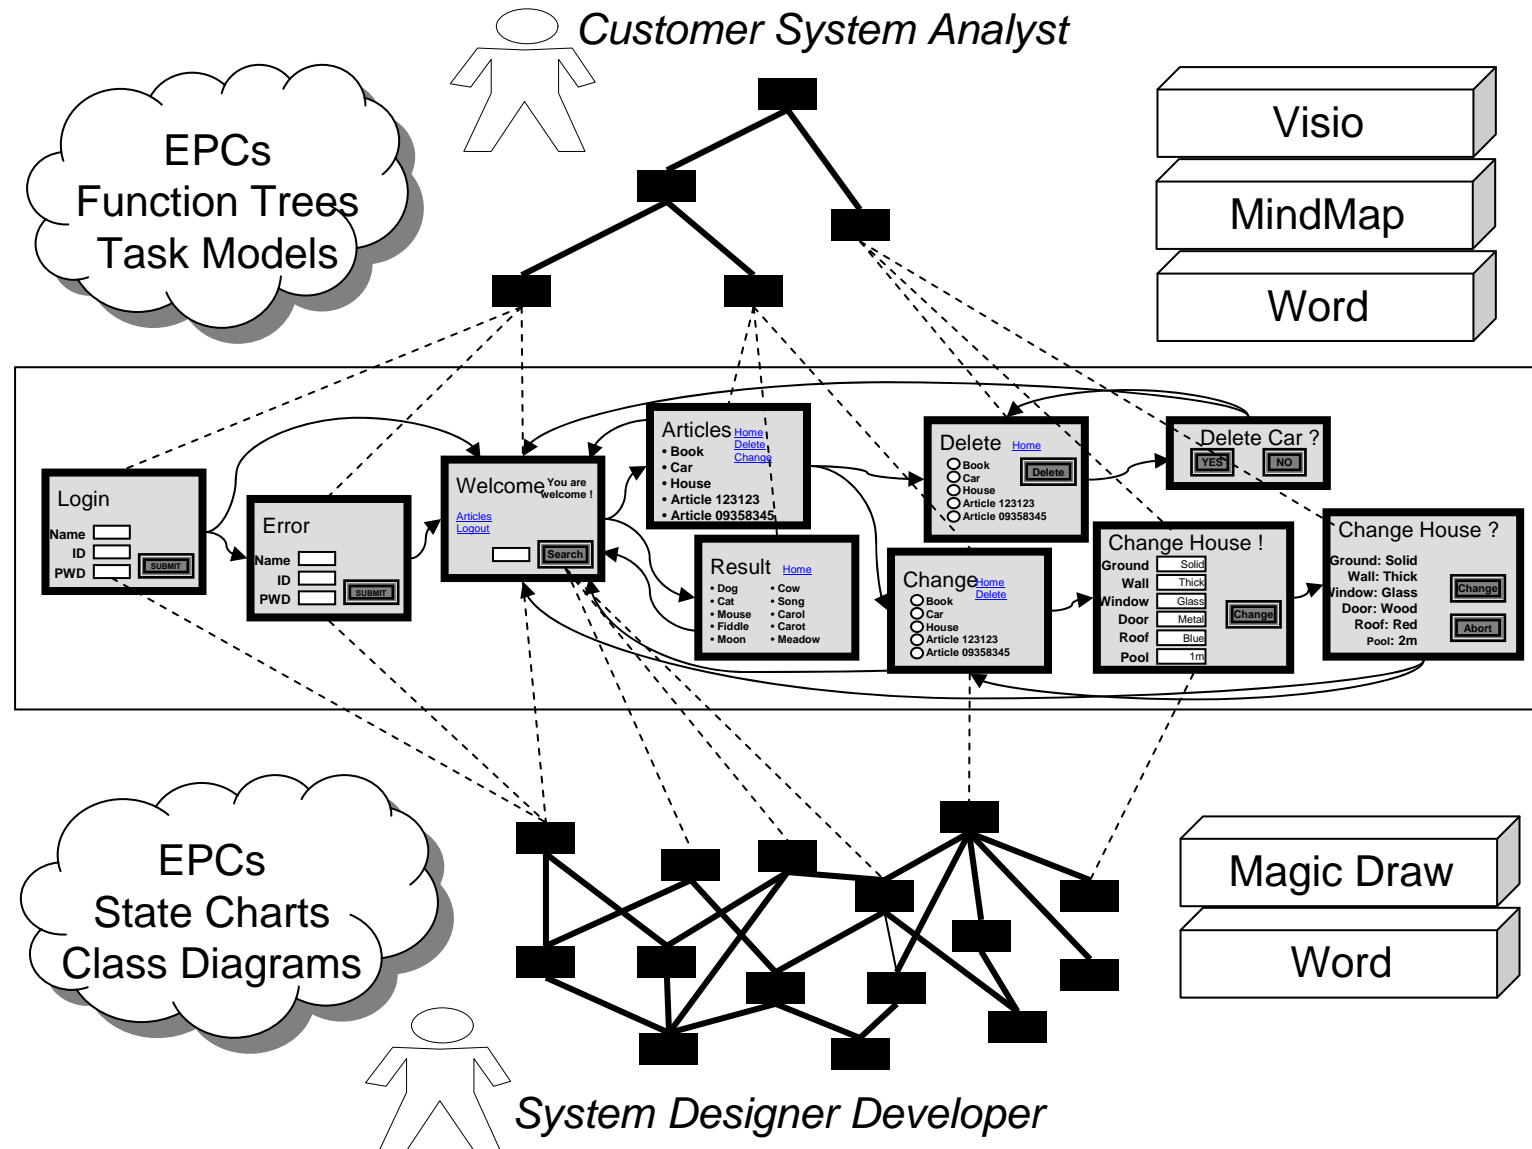 Customer System Analyst
EPCs
Function Trees
Task Models
Visio
MindMap
Word
Login
Name
ID
PWD
SUBMIT
Error
Name
ID
PWD
SUBMIT
Welcome
You are
welcome !
Articles
Logout
Search
Articles
Home
Delete
Change
• Book
• Car
• House
• Article 123123
• Article 09358345
Result
Home
• Dog
• Cat
• Mouse
• Fiddle
• Moon
• Cow
• Song
• Carol
• Carot
• Meadow
Delete
Home
Book
Car
House
Article 123123
Article 09358345
Delete
Change
Home
Delete
Book
Car
House
Article 123123
Article 09358345
Delete Car ?
YES
NO
Change House !
Ground Solid
Wall Thick
Window Glass
Door Metal
Roof Blue
Pool 1m
Change
Change House ?
Ground: Solid
Wall: Thick
Window: Glass
Door: Wood
Roof: Red
Pool: 2m
Change
Abort
EPCs
State Charts
Class Diagrams
Magic Draw
Word
System Designer Developer